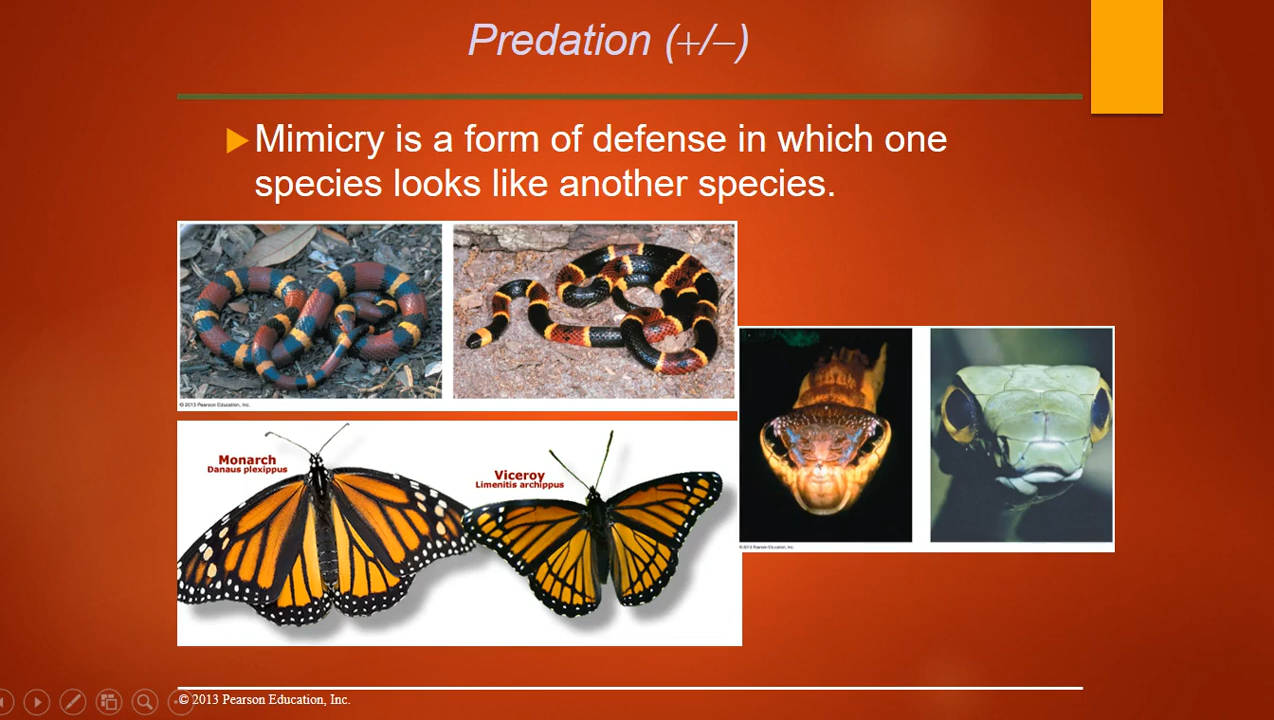 Predation (+/−)
Mimicry is a form of defense in which one
species looks like another species.
© 2013 Pearson Education, Inc.
Monarch
Danaus plexippus
Viceroy
Limenitis archippus
© 2013 Pearson Education, Inc.
© 2013 Pearson Education, Inc.